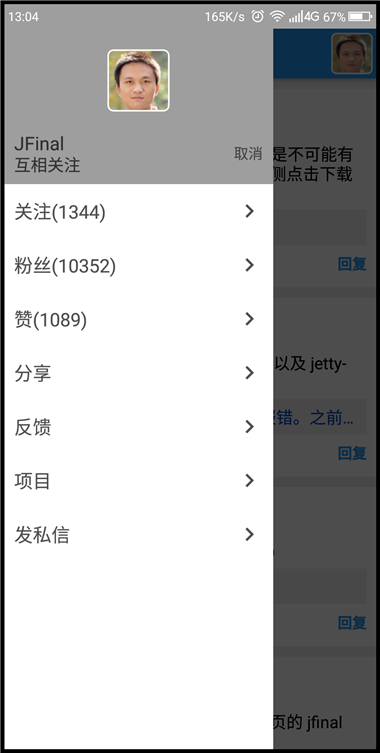 13:04 165K/s 4G 67%
JFinal
互相关注 取消
关注(1344)
粉丝(10352)
赞(1089)
分享
反馈
项目
发私信
是不可能有
测点击下载
回复
以及 jetty-
错。之前...
回复
回复
页的 jfinal